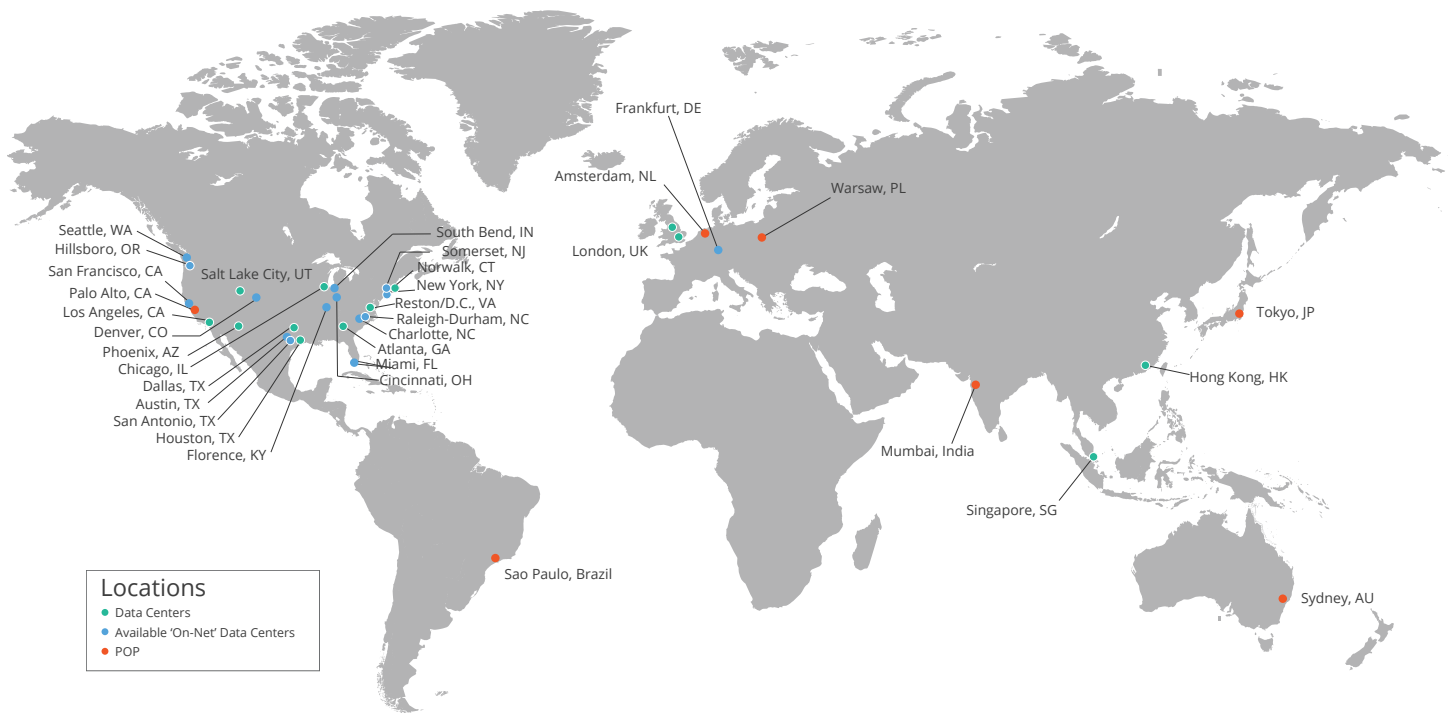 Frankfurt, DE
Amsterdam, NL
Warsaw, PL
London, UK
Seattle, WA
Hillsboro, OR
San Francisco, CA
Salt Lake City, UT
Palo Alto, CA
Los Angeles, CA
Denver, CO
Phoenix, AZ
Chicago, IL
Dallas, TX
Austin, TX
San Antonio, TX
Houston, TX
Florence, KY
South Bend, IN
Somerset, NJ
Norwalk, CT
New York, NY
Reston/D.C., VA
Raleigh-Durham, NC
Charlotte, NC
Atlanta, GA
Miami, FL
Cincinnati, OH
Tokyo, JP
Hong Kong, HK
Mumbai, India
Singapore, SG
Sao Paulo, Brazil
Sydney, AU
Locations
Data Centers
Available ‘On-Net’ Data Centers
POP